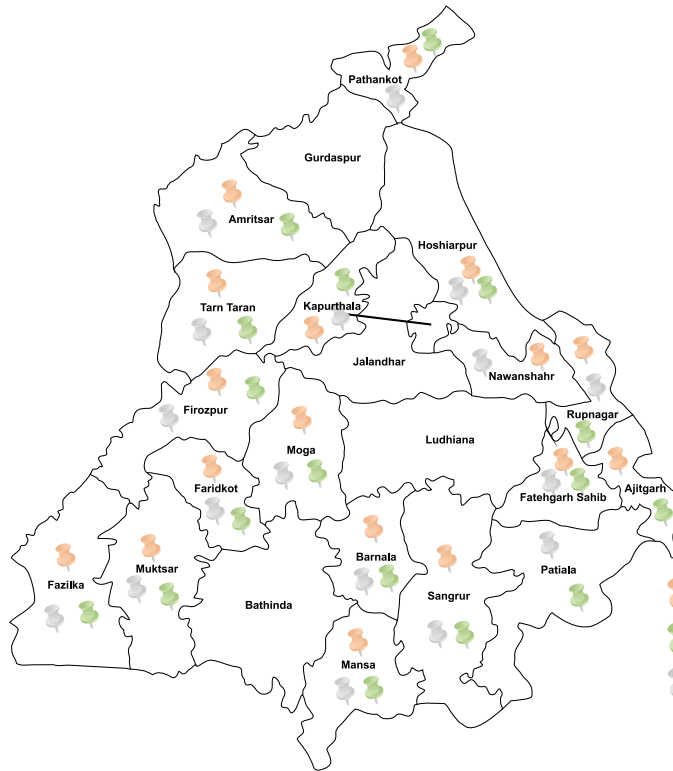 Pathankot
Gurdaspur
Amritsar
Hoshiarpur
Tarn Taran
Kapurthala
Jalandhar
Nawanshahr
Firozpur
Rupnagar
Moga
Ludhiana
Faridkot
Ajitgarh
Fatehgarh Sahib
Barnala
Muktsar
Patiala
Fazilka
Sangrur
Bathinda
Mansa